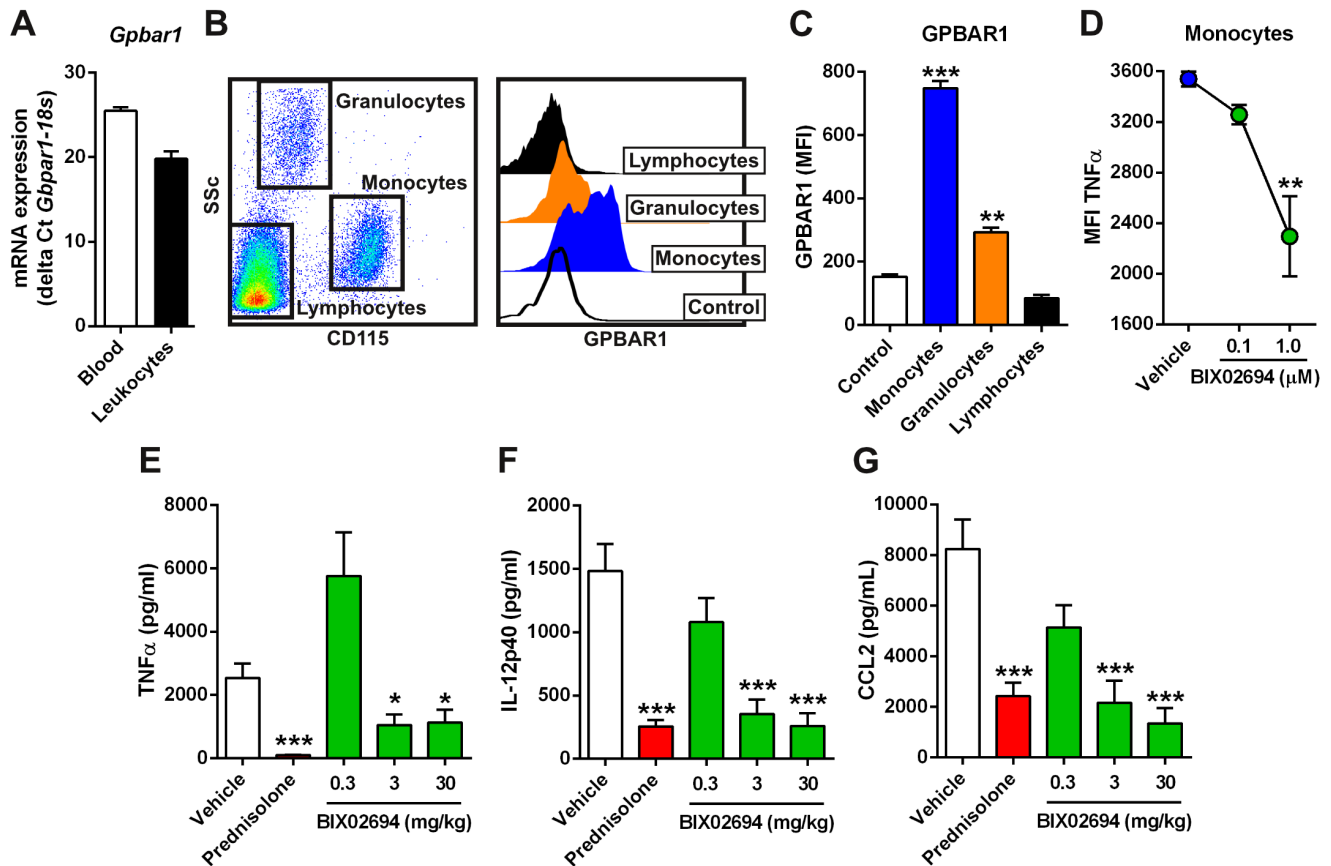 A
Gpbar1
mRNA expression
(delta Ct Gbpar1-18s)
30
20
10
0
Blood
Leukocytes
B
SSc
Granulocytes
Monocytes
Lymphocytes
CD115
Lymphocytes
Granulocytes
Monocytes
Control
GPBAR1
C
GPBAR1
GPBAR1 (MFI)
800
600
400
200
0
***
**
Control
Monocytes
Granulocytes
Lymphocytes
D
Monocytes
MFI TNFα
3600
3200
2800
2400
2000
1600
**
Vehicle
0.1
1.0
BIX02694 (μM)
E
TNFα (pg/ml)
8000
6000
4000
2000
0
***
*
*
Vehicle
Prednisolone
0.3
3
30
BIX02694 (mg/kg)
F
IL-12p40 (pg/ml)
2000
1500
1000
500
0
***
***
***
Vehicle
Prednisolone
0.3
3
30
BIX02694 (mg/kg)
G
CCL2 (pg/mL)
10000
8000
6000
4000
2000
0
***
***
***
Vehicle
Prednisolone
0.3
3
30
BIX02694 (mg/kg)